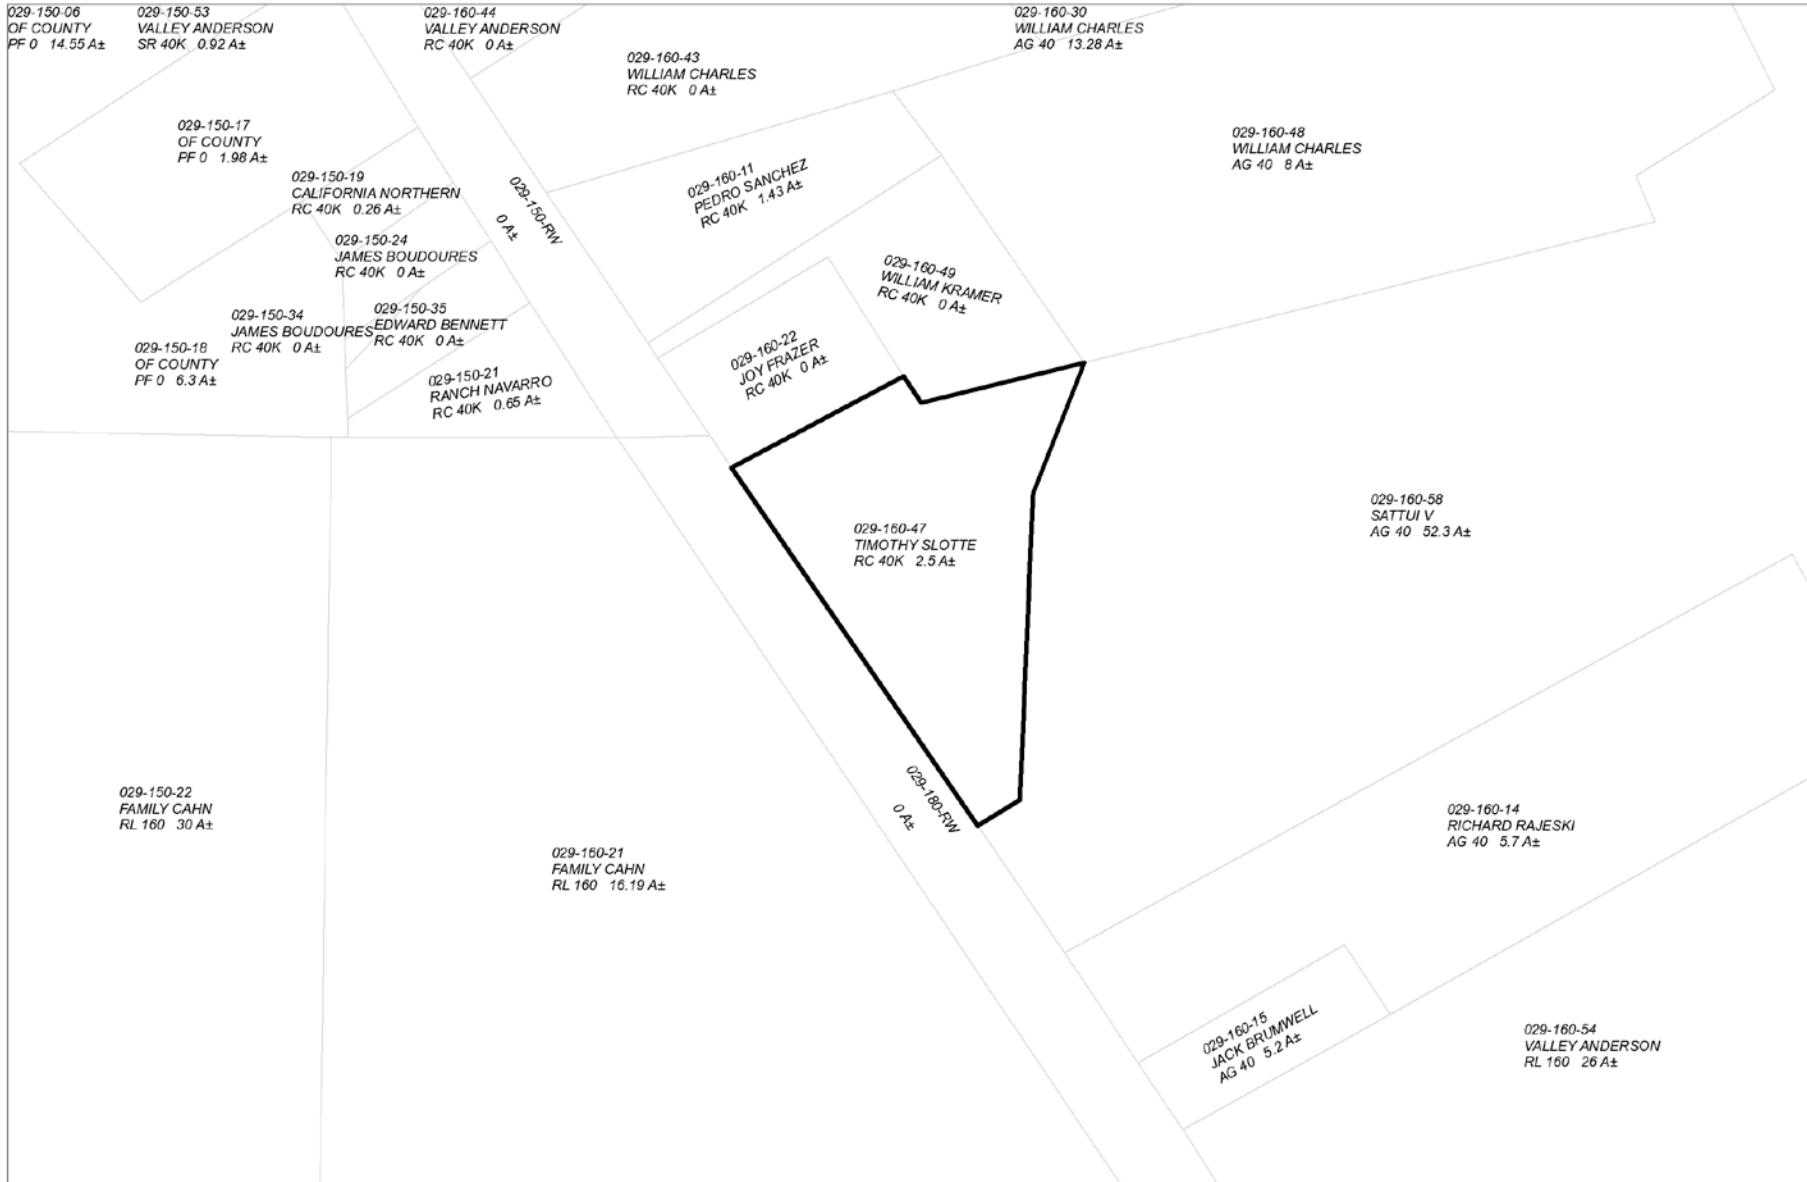 029-150-06
OF COUNTY
PF 0 14.55 A±
029-150-53
VALLEY ANDERSON
SR 40K 0.92 A±
029-160-44
VALLEY ANDERSON
RC 40K 0 A±
029-160-30
WILLIAM CHARLES
AG 40 13.28 A±
029-160-43
WILLIAM CHARLES
RC 40K 0 A±
029-150-17
OF COUNTY
PF 0 1.98 A±
029-160-48
WILLIAM CHARLES
AG 40 8 A±
029-150-19
CALIFORNIA NORTHERN
RC 40K 0.26 A±
029-150-RW
0 A±
029-160-11
PEDRO SANCHEZ
RC 40K 1.43 A±
029-150-24
JAMES BOUDOURES
RC 40K 0 A±
029-160-49
WILLIAM KRAMER
RC 40K 0 A±
029-150-34
JAMES BOUDOURES
RC 40K 0 A±
029-150-35
EDWARD BENNETT
RC 40K 0 A±
029-150-18
OF COUNTY
PF 0 6.3 A±
029-160-22
JOY FRAZER
RC 40K 0 A±
029-150-21
RANCH NAVARRO
RC 40K 0.65 A±
029-160-47
TIMOTHY SLOTTE
RC 40K 2.5 A±
029-160-58
SATTUI V
AG 40 52.3 A±
029-150-22
FAMILY CAHN
RL 160 30 A±
029-180-RW
0 A±
029-160-14
RICHARD RAJESKI
AG 40 5.7 A±
029-160-21
FAMILY CAHN
RL 160 16.19 A±
029-160-15
JACK BRUMWELL
AG 40 5.2 A±
029-160-54
VALLEY ANDERSON
RL 160 26 A±